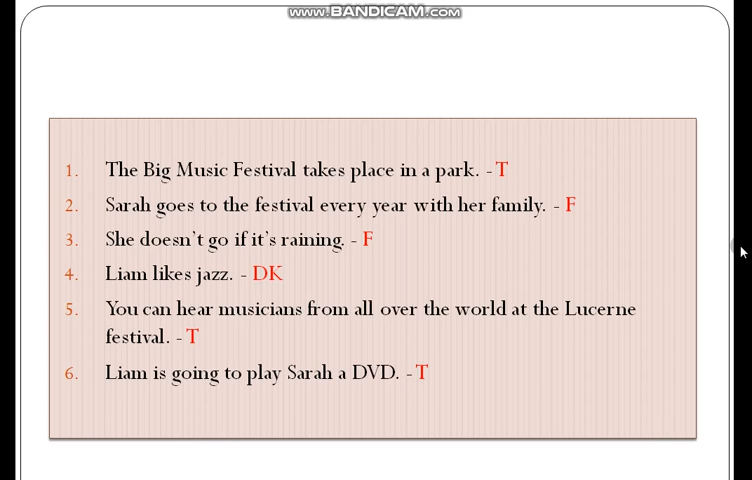 www.BANDICAM.com
1. The Big Music Festival takes place in a park. - T
2. Sarah goes to the festival every year with her family. - F
3. She doesn't go if it's raining. - F
4. Liam likes jazz. - DK
5. You can hear musicians from all over the world at the Lucerne
festival. - T
6. Liam is going to play Sarah a DVD. - T